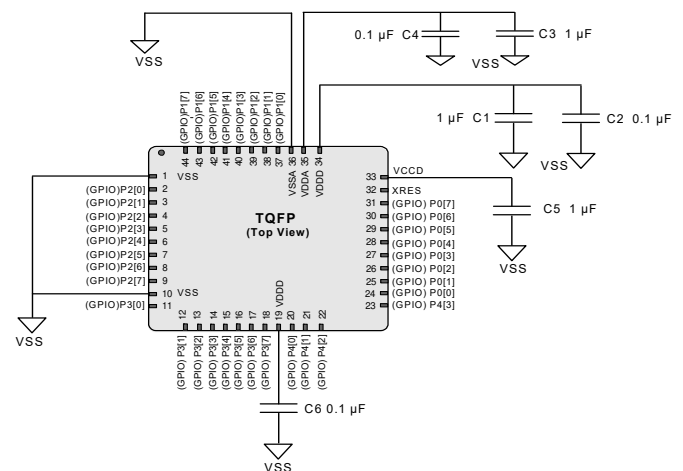 0.1 µF C4
C3 1 µF
VSS
VSS
1 µF C1
C2 0.1 µF
VSS
(GPIO)P1[7]
(GPIO)P1[6]
(GPIO)P1[5]
(GPIO)P1[4]
(GPIO)P1[3]
(GPIO)P1[2]
(GPIO)P1[1]
(GPIO)P1[0]
44
43
42
41
40
39
38
37
36
35
34
VSSA
VDDA
VDDD
TQFP
(Top View)
1 VSS
(GPIO)P2[0] 2
(GPIO)P2[1] 3
(GPIO)P2[2] 4
(GPIO)P2[3] 5
(GPIO)P2[4] 6
(GPIO)P2[5] 7
(GPIO)P2[6] 8
(GPIO)P2[7] 9
10 VSS
(GPIO)P3[0] 11
VSS
33 VCCD
32 XRES
31 (GPIO) P0[7]
30 (GPIO) P0[6]
29 (GPIO) P0[5]
28 (GPIO) P0[4]
27 (GPIO) P0[3]
26 (GPIO) P0[2]
25 (GPIO) P0[1]
24 (GPIO) P0[0]
23 (GPIO) P4[3]
C5 1 µF
VSS
VDDD
12
13
14
15
16
17
18
19
20
21
22
(GPIO) P3[1]
(GPIO) P3[2]
(GPIO) P3[3]
(GPIO) P3[4]
(GPIO) P3[5]
(GPIO) P3[6]
(GPIO) P3[7]
(GPIO) P4[0]
(GPIO) P4[1]
(GPIO) P4[2]
C6 0.1 µF
VSS